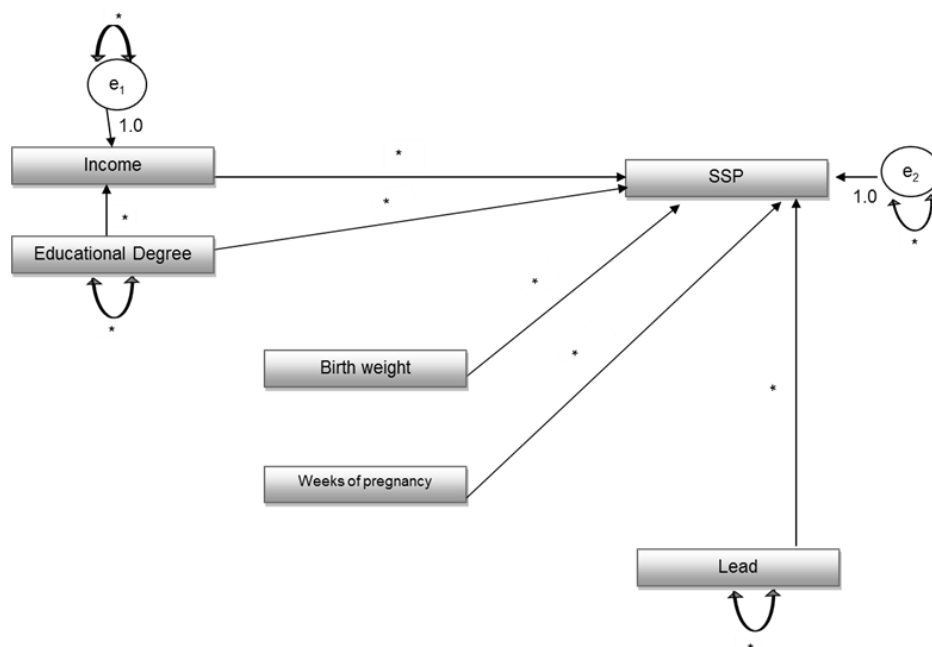 *
e1
1.0
Income
*
SSP
e2
1.0
*
*
*
Educational Degree
*
*
Birth weight
*
*
Weeks of pregnancy
Lead
*